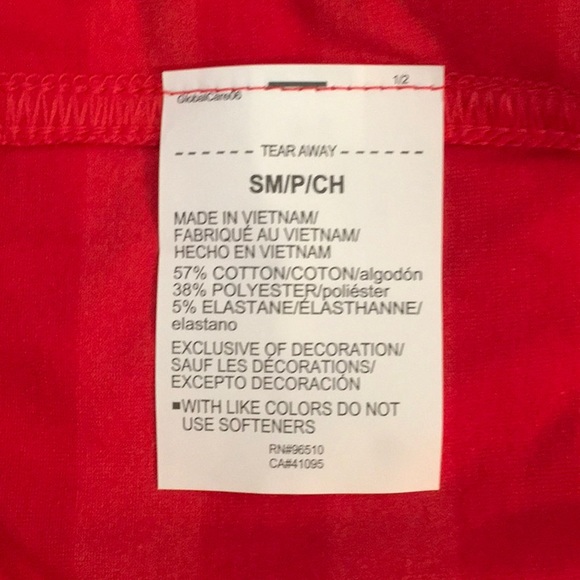 1/2
GlobalCare06
- - - - - - TEAR AWAY - - - - - -
SM/P/CH
MADE IN VIETNAM/
FABRIQUÉ AU VIETNAM/
HECHO EN VIETNAM
57% COTTON/COTON/algodón
38% POLYESTER/poliéster
5% ELASTANE/ÉLASTHANNE/
elastano
EXCLUSIVE OF DECORATION/
SAUF LES DÉCORATIONS/
EXCEPTO DECORACIÓN
■WITH LIKE COLORS DO NOT
USE SOFTENERS
RN#96510
CA#41095